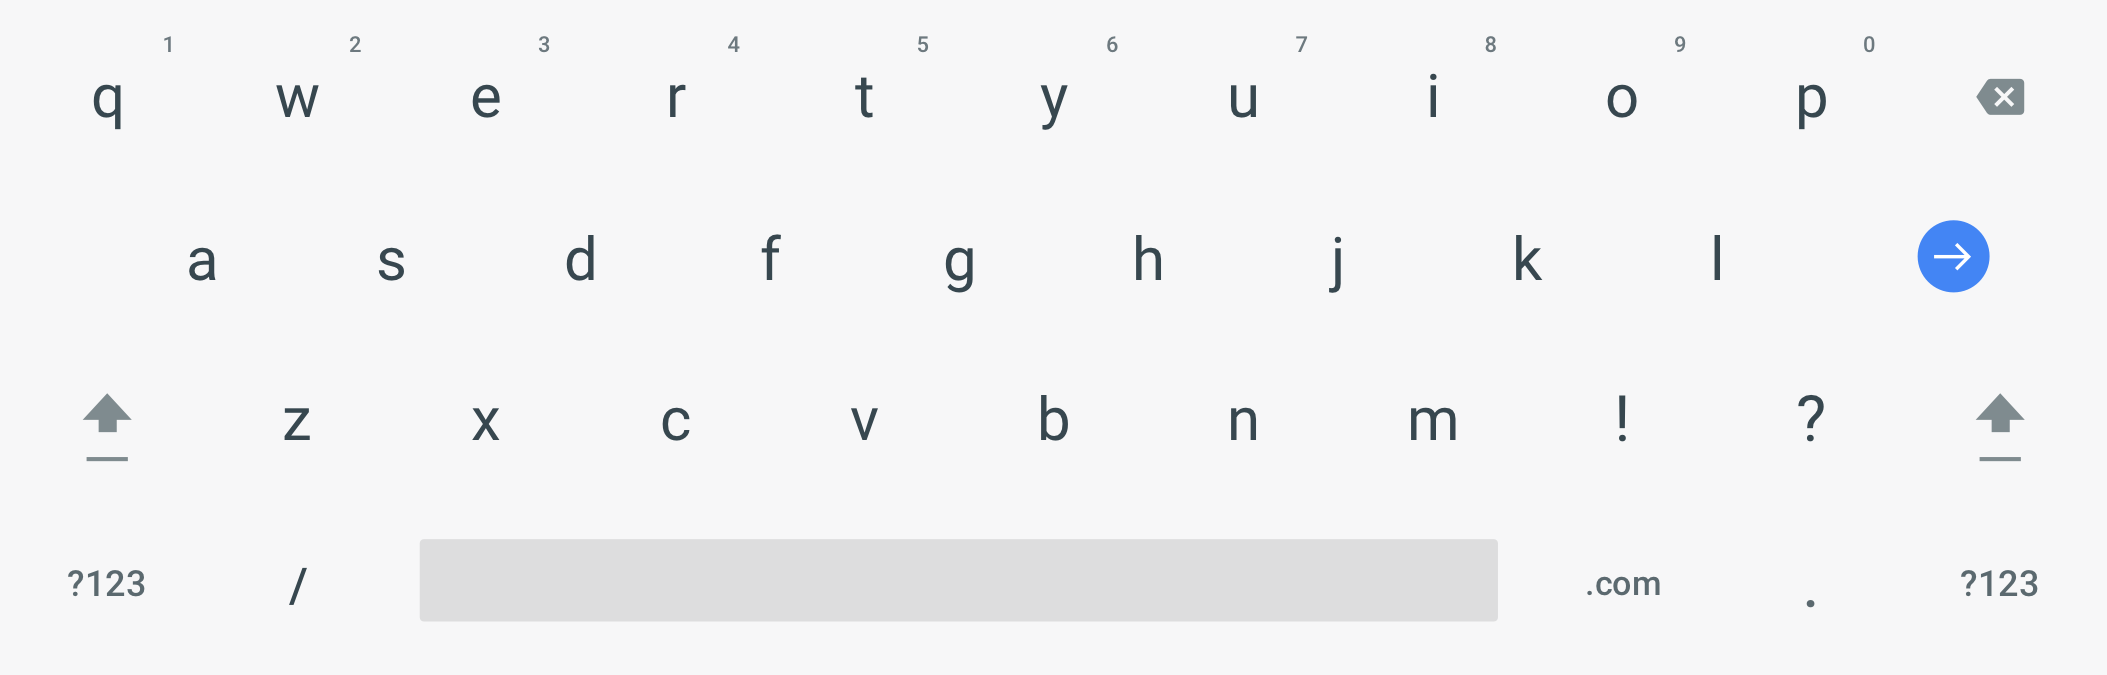 1 2 3 4 5 6 7 8 9 0
q w e r t y u i o p
a s d f g h j k l
z x c v b n m ! ?
?123 / .com . ?123